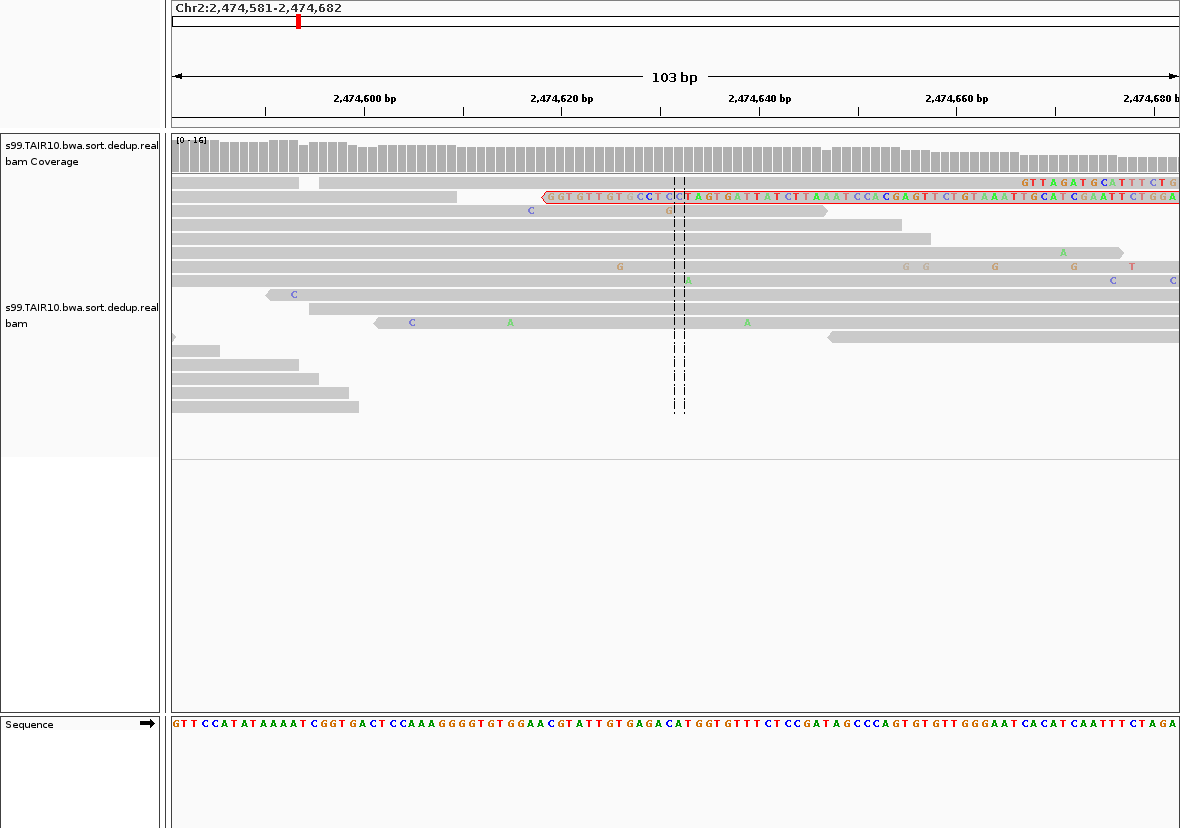 Chr2:2,474,581-2,474,682
103 bp
2,474,600 bp 2,474,620 bp 2,474,640 bp 2,474,660 bp 2,474,680 b
s99.TAIR10.bwa.sort.dedup.real
bam Coverage
[0 - 16]
GTTAGATGCATTTCTG
GGTGTTGTGCCTCCTAGTGATTATCTTAAATCCACGAGTTCTGTAAATTGCATCGAATTCTGGA
C G
A
G G G G G T
A C C
C
s99.TAIR10.bwa.sort.dedup.real
bam
C A A
Sequence
GTTCCATATAAAATCGGTGACTCCAAAGGGGTGTGGAACGTATTGTGAGACATGGTGTTTCTCCGATAGCCCAGTGTGTTGGGAATCACATCAATTTCTAGA